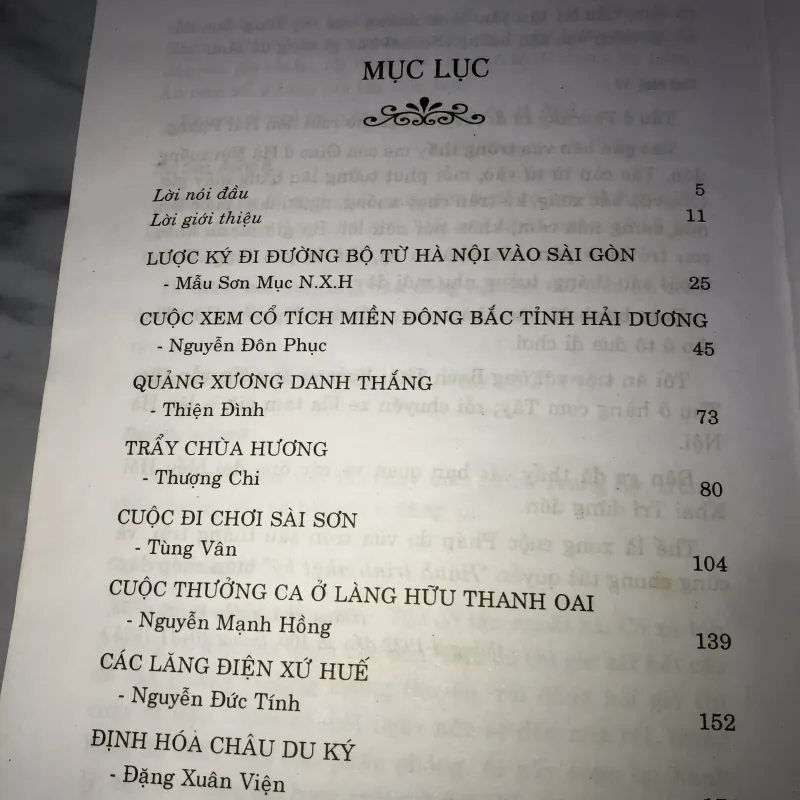 MỤC LỤC
Lời nói đầu 5
Lời giới thiệu 11
LƯỢC KÝ ĐI ĐƯỜNG BỘ TỪ HÀ NỘI VÀO SÀI GÒN
- Mẫu Sơn Mục N.X.H 25
CUỘC XEM CỔ TÍCH MIỀN ĐÔNG BẮC TỈNH HẢI DƯƠNG
- Nguyễn Đôn Phục 45
QUẢNG XƯƠNG DANH THẮNG
- Thiện Đình 73
TRẨY CHÙA HƯƠNG
- Thượng Chi 80
CUỘC ĐI CHƠI SÀI SƠN
- Tùng Vân 104
CUỘC THƯỞNG CA Ở LÀNG HỮU THANH OAI
- Nguyễn Mạnh Hồng 139
CÁC LĂNG ĐIỆN XỨ HUẾ
- Nguyễn Đức Tính 152
ĐỊNH HÓA CHÂU DU KÝ
- Đặng Xuân Viện